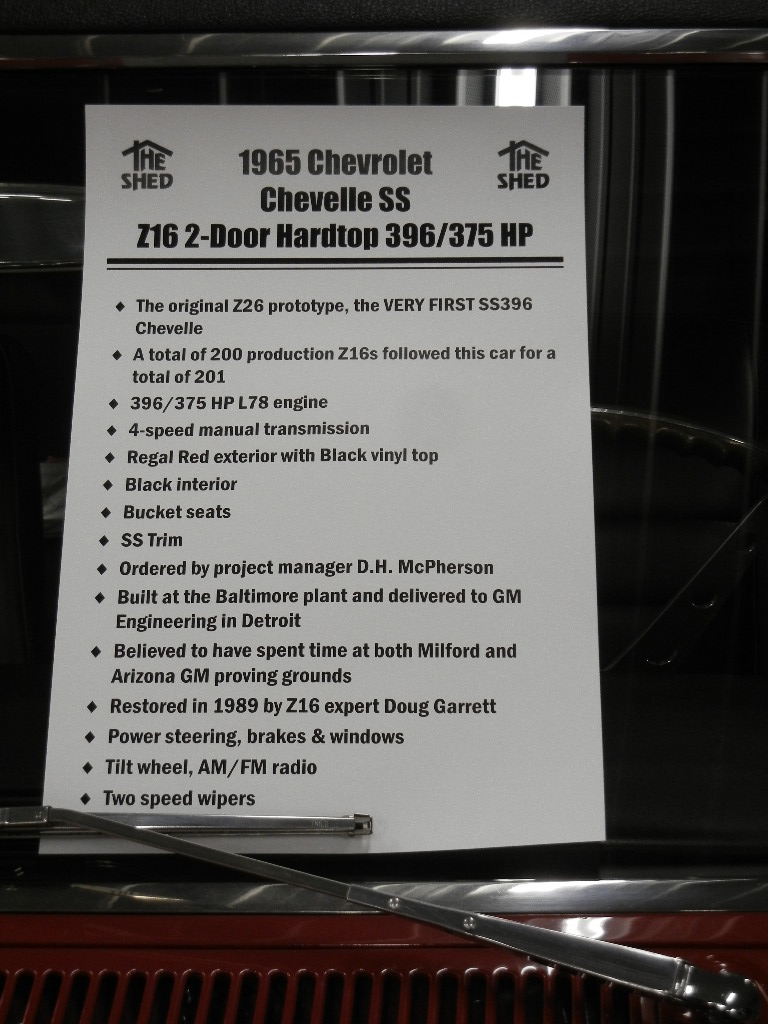 THE SHED
THE SHED
1965 Chevrolet
Chevelle SS
Z16 2-Door Hardtop 396/375 HP
♦ The original Z26 prototype, the VERY FIRST SS396
Chevelle
♦ A total of 200 production Z16s followed this car for a
total of 201
♦ 396/375 HP L78 engine
♦ 4-speed manual transmission
♦ Regal Red exterior with Black vinyl top
♦ Black interior
♦ Bucket seats
♦ SS Trim
♦ Ordered by project manager D.H. McPherson
♦ Built at the Baltimore plant and delivered to GM
Engineering in Detroit
♦ Believed to have spent time at both Milford and
Arizona GM proving grounds
♦ Restored in 1989 by Z16 expert Doug Garrett
♦ Power steering, brakes & windows
♦ Tilt wheel, AM/FM radio
♦ Two speed wipers